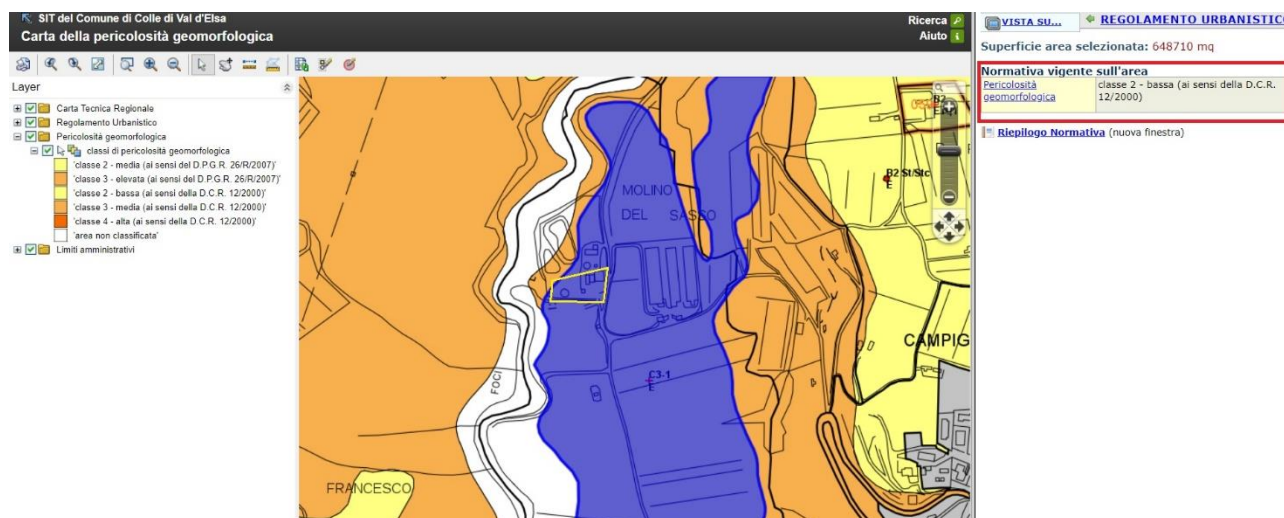 SIT del Comune di Colle di Val d'Elsa
Carta della pericolosità geomorfologica
Ricerca
Aiuto
Layer
Carta Tecnica Regionale
Regolamento Urbanistico
Pericolosità geomorfologica
classi di pericolosità geomorfologica
'classe 2 - media (ai sensi del D.P.G.R. 26/R/2007)'
'classe 3 - elevata (ai sensi del D.P.G.R. 26/R/2007)'
'classe 2 - bassa (ai sensi della D.C.R. 12/2000)'
'classe 3 - media (ai sensi della D.C.R. 12/2000)'
'classe 4 - alta (ai sensi della D.C.R. 12/2000)'
'area non classificata'
Limiti amministrativi
MOLINO
DEL SASSO
B2
B2 St/Stc
E
CAMPIG
C3-1
E
FOCI
FRANCESCO
VISTA SU...
REGOLAMENTO URBANISTICO
Superficie area selezionata: 648710 mq
Normativa vigente sull'area
Pericolosità
geomorfologica
classe 2 - bassa (ai sensi della D.C.R.
12/2000)
Riepilogo Normativa (nuova finestra)